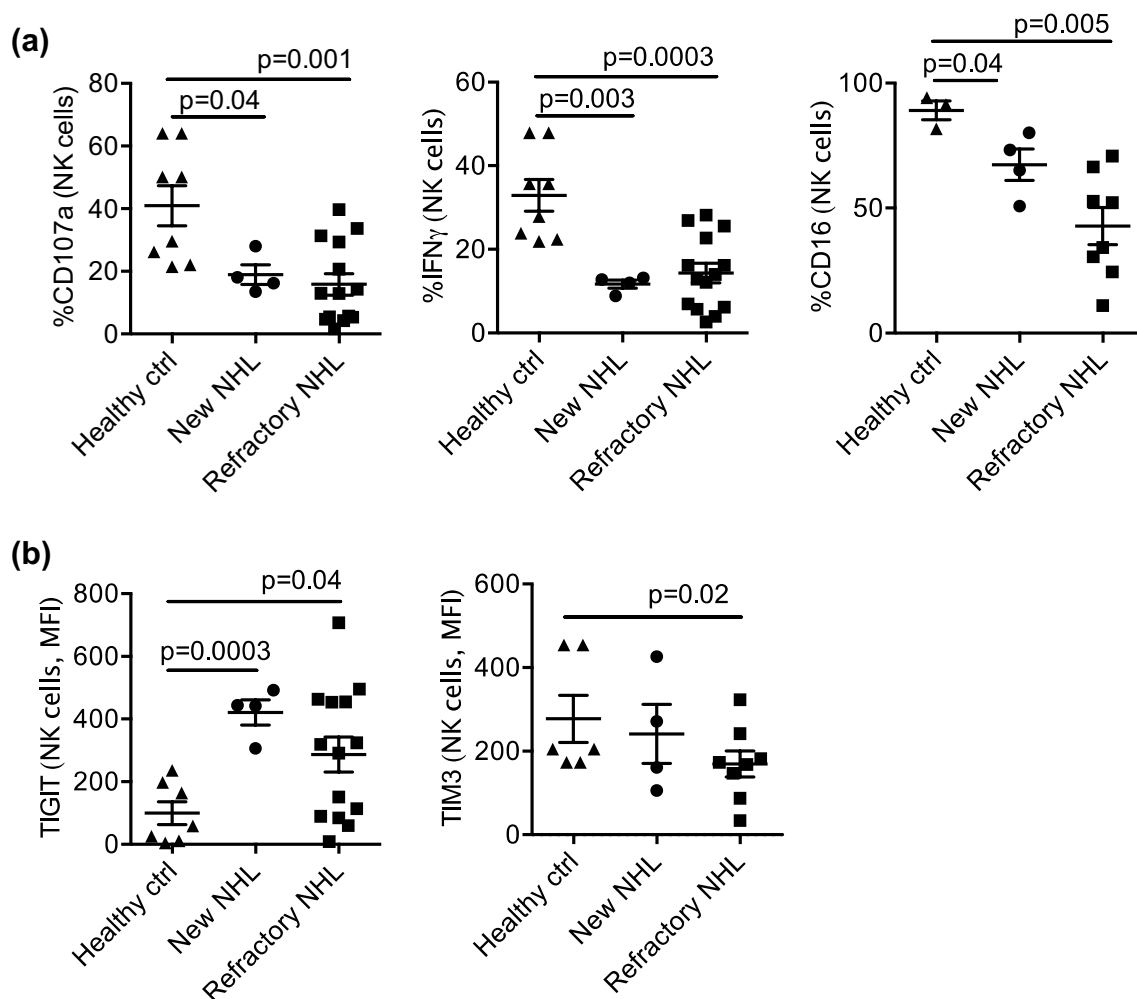 (a)
p=0.001
p=0.04
%CD107a (NK cells)
80
60
40
20
0
Healthy ctrl
New NHL
Refractory NHL
p=0.0003
p=0.003
%IFNγ (NK cells)
60
40
20
0
Healthy ctrl
New NHL
Refractory NHL
p=0.005
p=0.04
%CD16 (NK cells)
100
50
0
Healthy ctrl
New NHL
Refractory NHL
(b)
p=0.04
p=0.0003
TIGIT (NK cells, MFI)
800
600
400
200
0
Healthy ctrl
New NHL
Refractory NHL
p=0.02
TIM3 (NK cells, MFI)
600
400
200
0
Healthy ctrl
New NHL
Refractory NHL